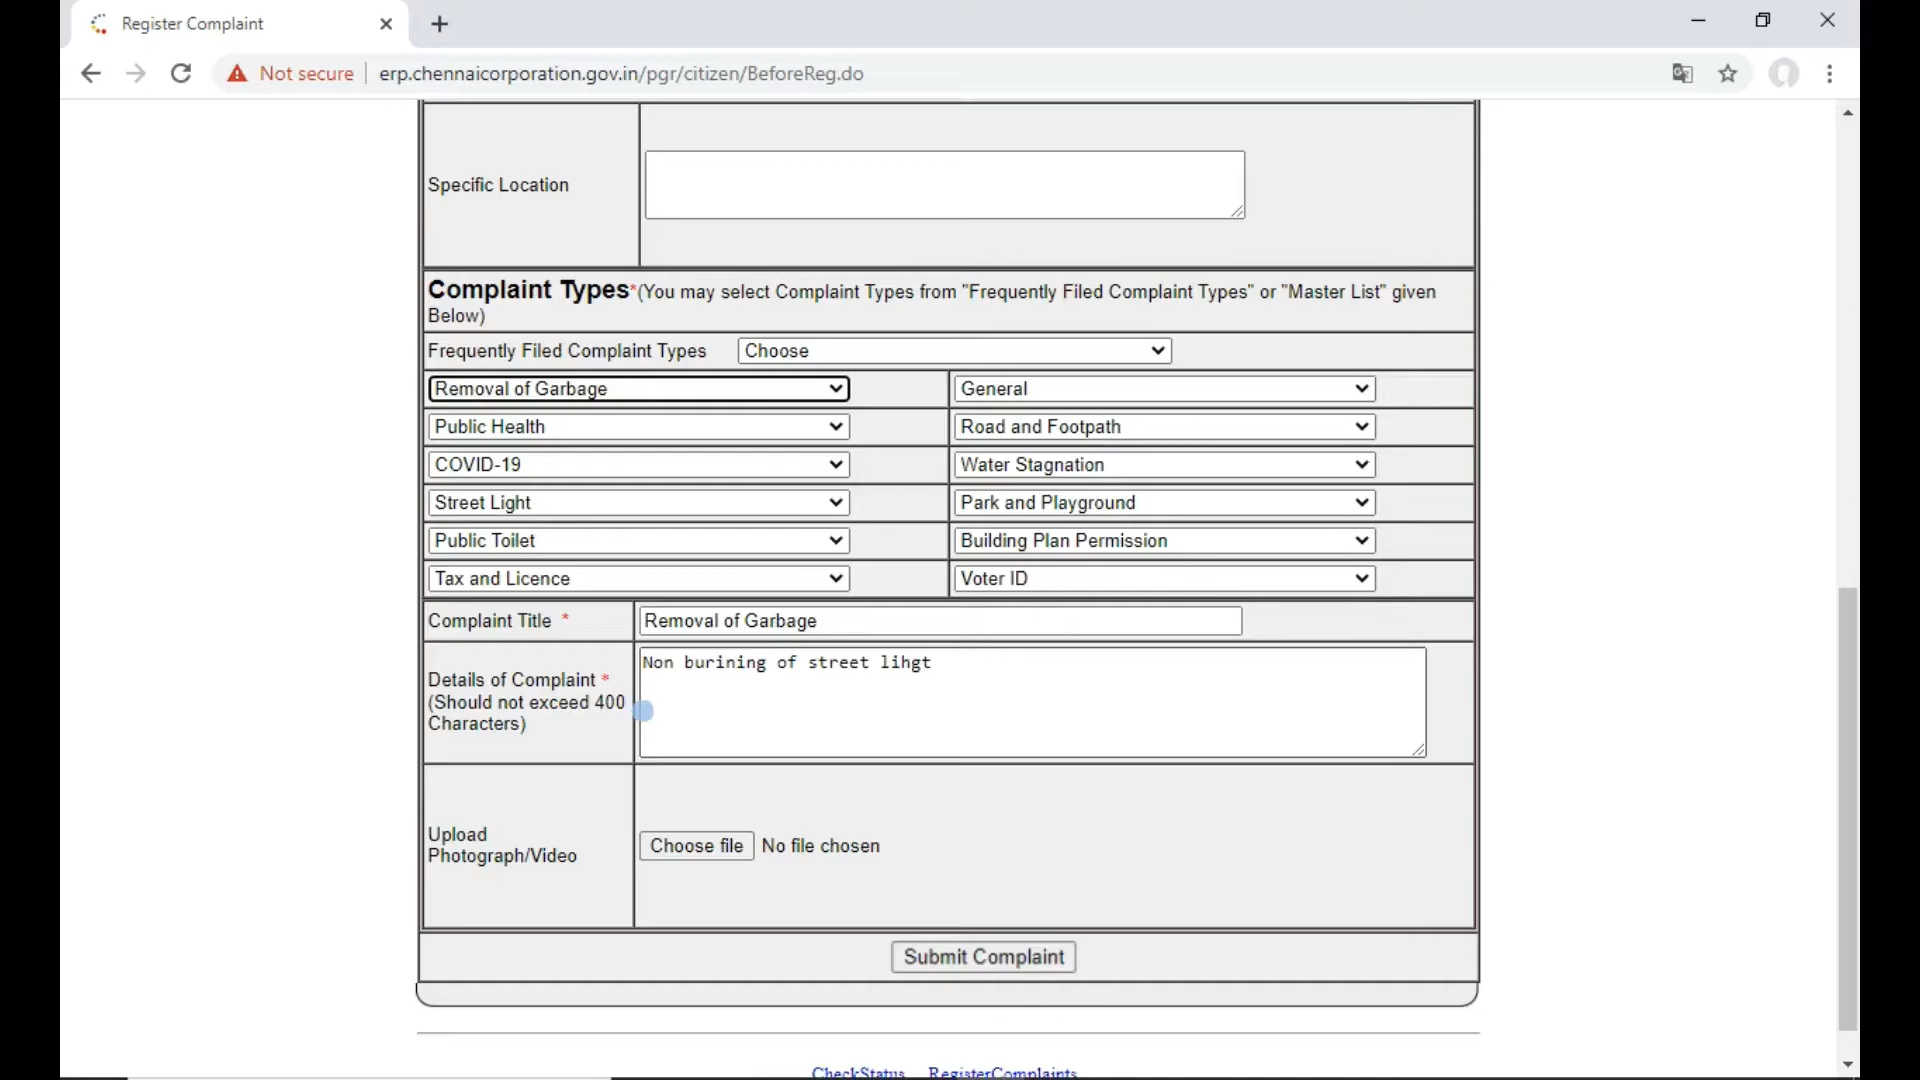 Register Complaint
Not secure
erp.chennaicorporation.gov.in/pgr/citizen/BeforeReg.do
Specific Location
Complaint Types*(You may select Complaint Types from "Frequently Filed Complaint Types" or "Master List" given
Below)
Frequently Filed Complaint Types Choose
Removal of Garbage General
Public Health Road and Footpath
COVID-19 Water Stagnation
Street Light Park and Playground
Public Toilet Building Plan Permission
Tax and Licence Voter ID
Complaint Title * Removal of Garbage
Non burining of street lihgt
Details of Complaint *
(Should not exceed 400
Characters)
Upload
Photograph/Video
Choose file No file chosen
Submit Complaint
CheckStatus RegisterComplaints